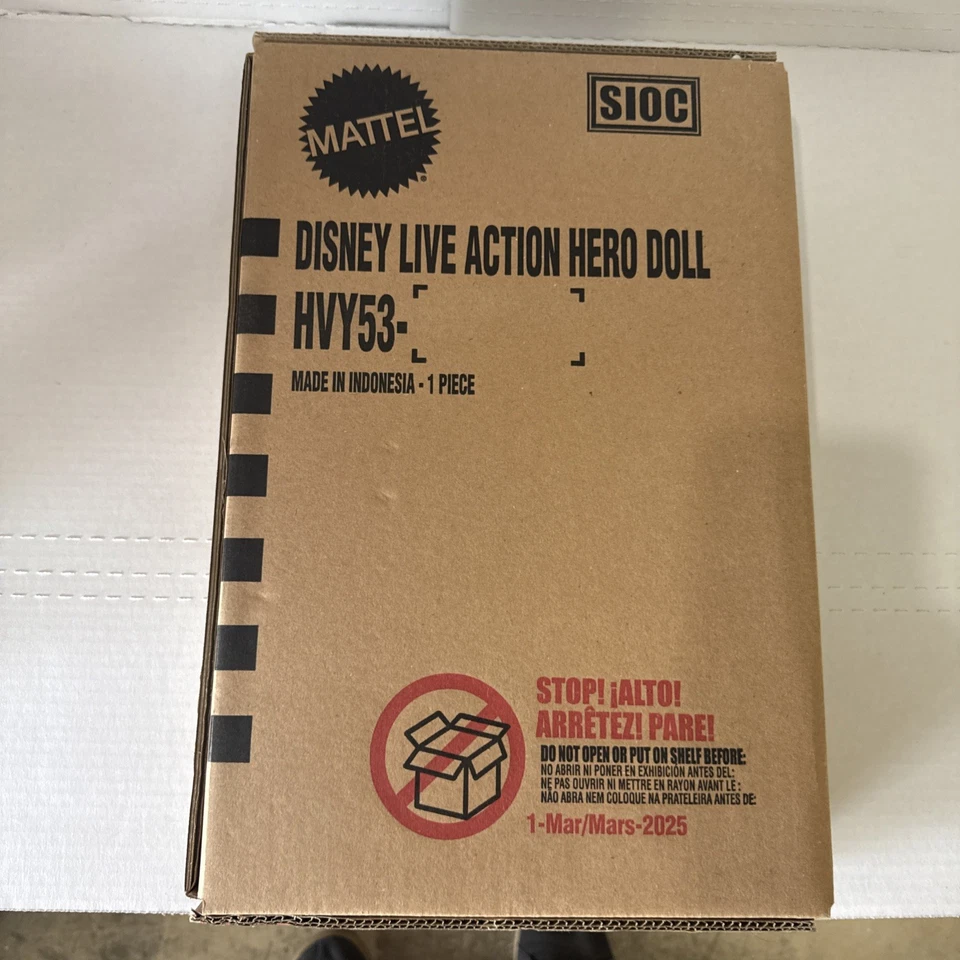 MATTEL
SIOC
DISNEY LIVE ACTION HERO DOLL
HVY53-
MADE IN INDONESIA - 1 PIECE
STOP! ¡ALTO!
ARRÊTEZ! PARE!
DO NOT OPEN OR PUT ON SHELF BEFORE:
NO ABRIR NI PONER EN EXHIBICIÓN ANTES DEL:
NE PAS OUVRIR NI METTRE EN RAYON AVANT LE :
NÃO ABRA NEM COLOQUE NA PRATELEIRA ANTES DE:
1-Mar/Mars-2025